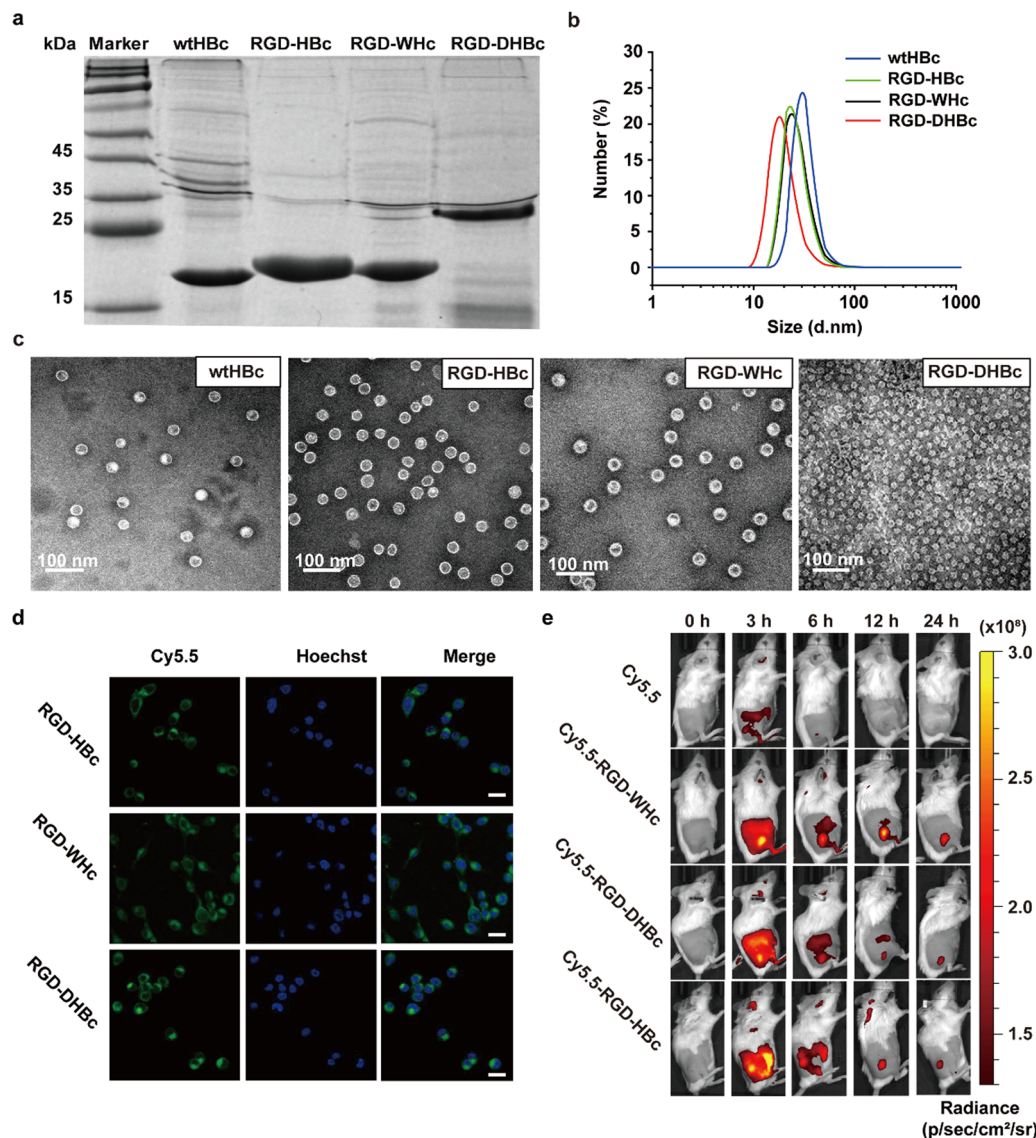 a
kDa Marker wtHBc RGD-HBc RGD-WHc RGD-DHBc
45
35
25
15
b
30
25
20
15
10
5
0
Number (%)
wtHBc
RGD-HBc
RGD-WHc
RGD-DHBc
1 10 100 1000
Size (d.nm)
c
wtHBc RGD-HBc RGD-WHc RGD-DHBc
100 nm 100 nm 100 nm 100 nm
d
Cy5.5 Hoechst Merge
RGD-HBc
RGD-WHc
RGD-DHBc
e
0 h 3 h 6 h 12 h 24 h (x10⁸)
Cy5.5
Cy5.5-RGD-WHc
Cy5.5-RGD-DHBc
Cy5.5-RGD-HBc
3.0
2.5
2.0
1.5
Radiance
(p/sec/cm²/sr)